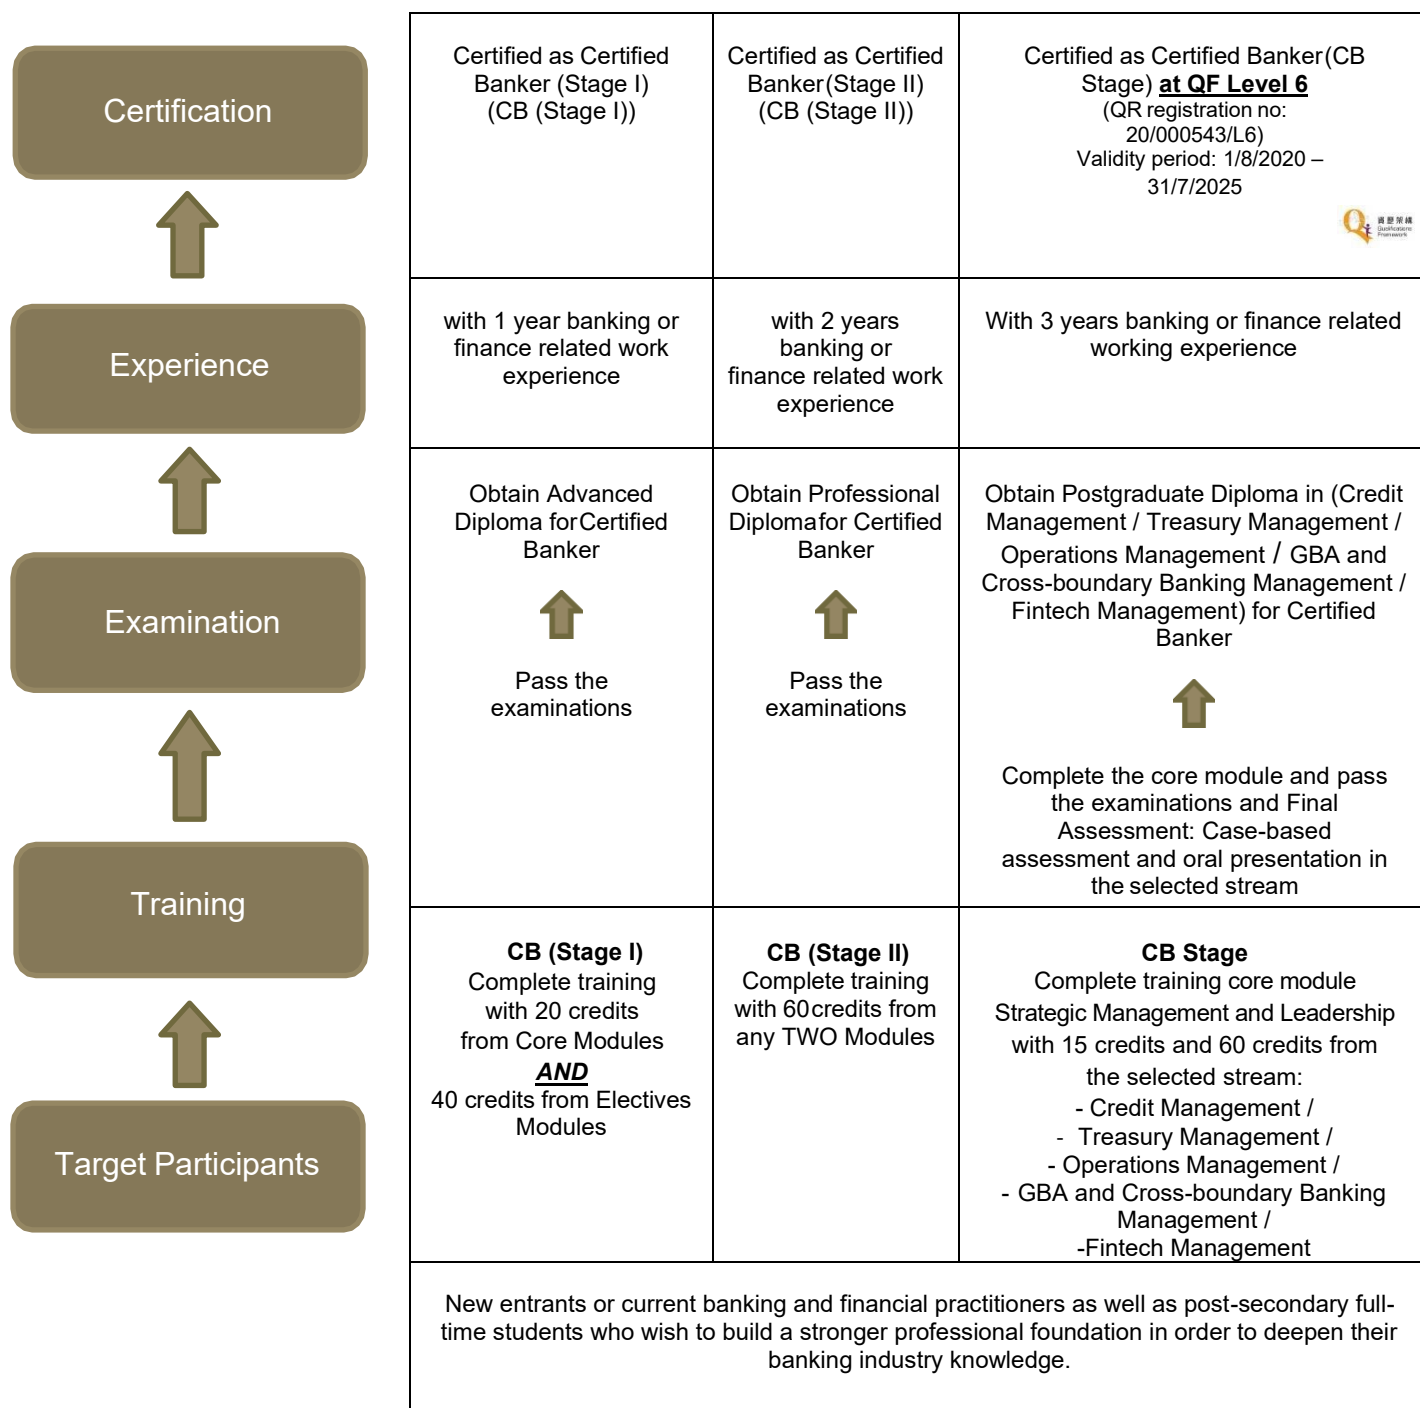 Certification
Experience
Examination
Training
Target Participants
Certified as Certified
Banker (Stage I)
(CB (Stage I))
Certified as Certified
Banker (Stage II)
(CB (Stage II))
Certified as Certified Banker (CB
Stage) at QF Level 6
(QR registration no:
20/000543/L6)
Validity period: 1/8/2020 –
31/7/2025
資歷架構
Qualifications
Framework
with 1 year banking or
finance related work
experience
with 2 years
banking or
finance related work
experience
With 3 years banking or finance related
working experience
Obtain Advanced
Diploma for Certified
Banker
Pass the
examinations
Obtain Professional
Diploma for Certified
Banker
Pass the
examinations
Obtain Postgraduate Diploma in (Credit
Management / Treasury Management /
Operations Management / GBA and
Cross-boundary Banking Management /
Fintech Management) for Certified
Banker
Complete the core module and pass
the examinations and Final
Assessment: Case-based
assessment and oral presentation in
the selected stream
CB (Stage I)
Complete training
with 20 credits
from Core Modules
AND
40 credits from Electives
Modules
CB (Stage II)
Complete training
with 60 credits from
any TWO Modules
CB Stage
Complete training core module
Strategic Management and Leadership
with 15 credits and 60 credits from
the selected stream:
- Credit Management /
- Treasury Management /
- Operations Management /
- GBA and Cross-boundary Banking
Management /
-Fintech Management
New entrants or current banking and financial practitioners as well as post-secondary full-
time students who wish to build a stronger professional foundation in order to deepen their
banking industry knowledge.